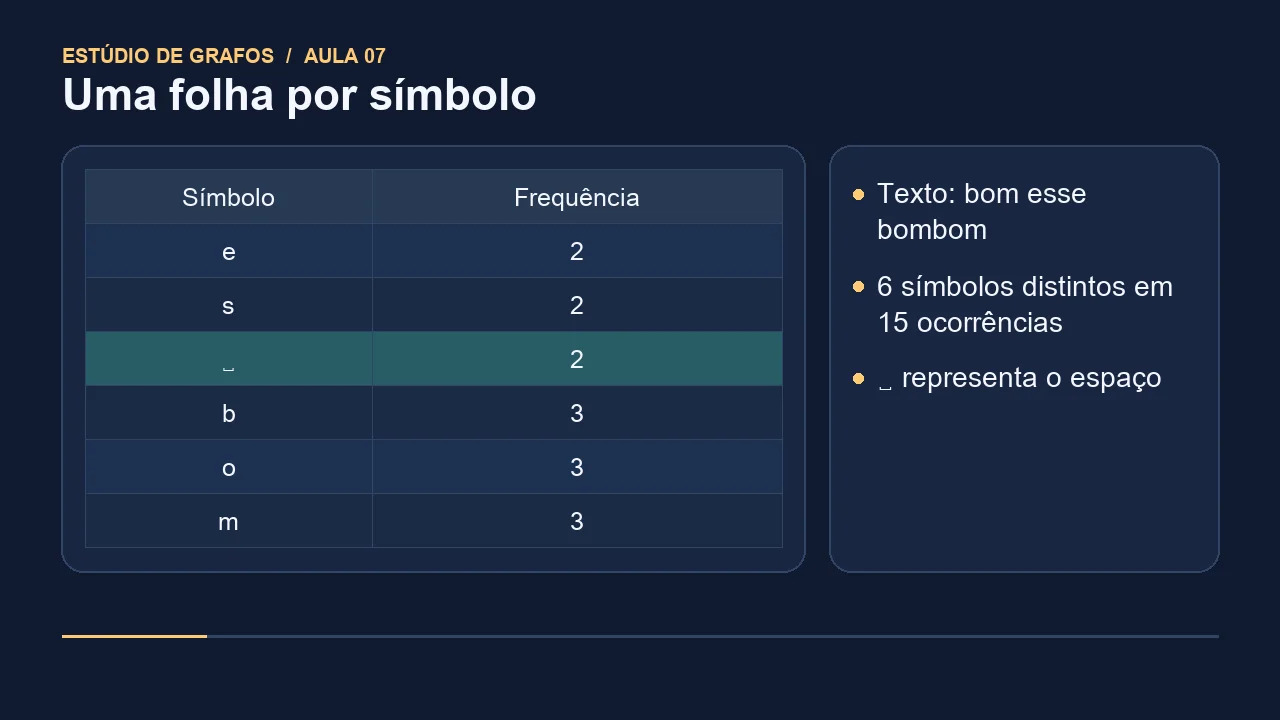 ESTÚDIO DE GRAFOS / AULA 07
Uma folha por símbolo
Símbolo Frequência
e 2
s 2
␣ 2
b 3
o 3
m 3
Texto: bom esse
bombom
6 símbolos distintos em
15 ocorrências
␣ representa o espaço